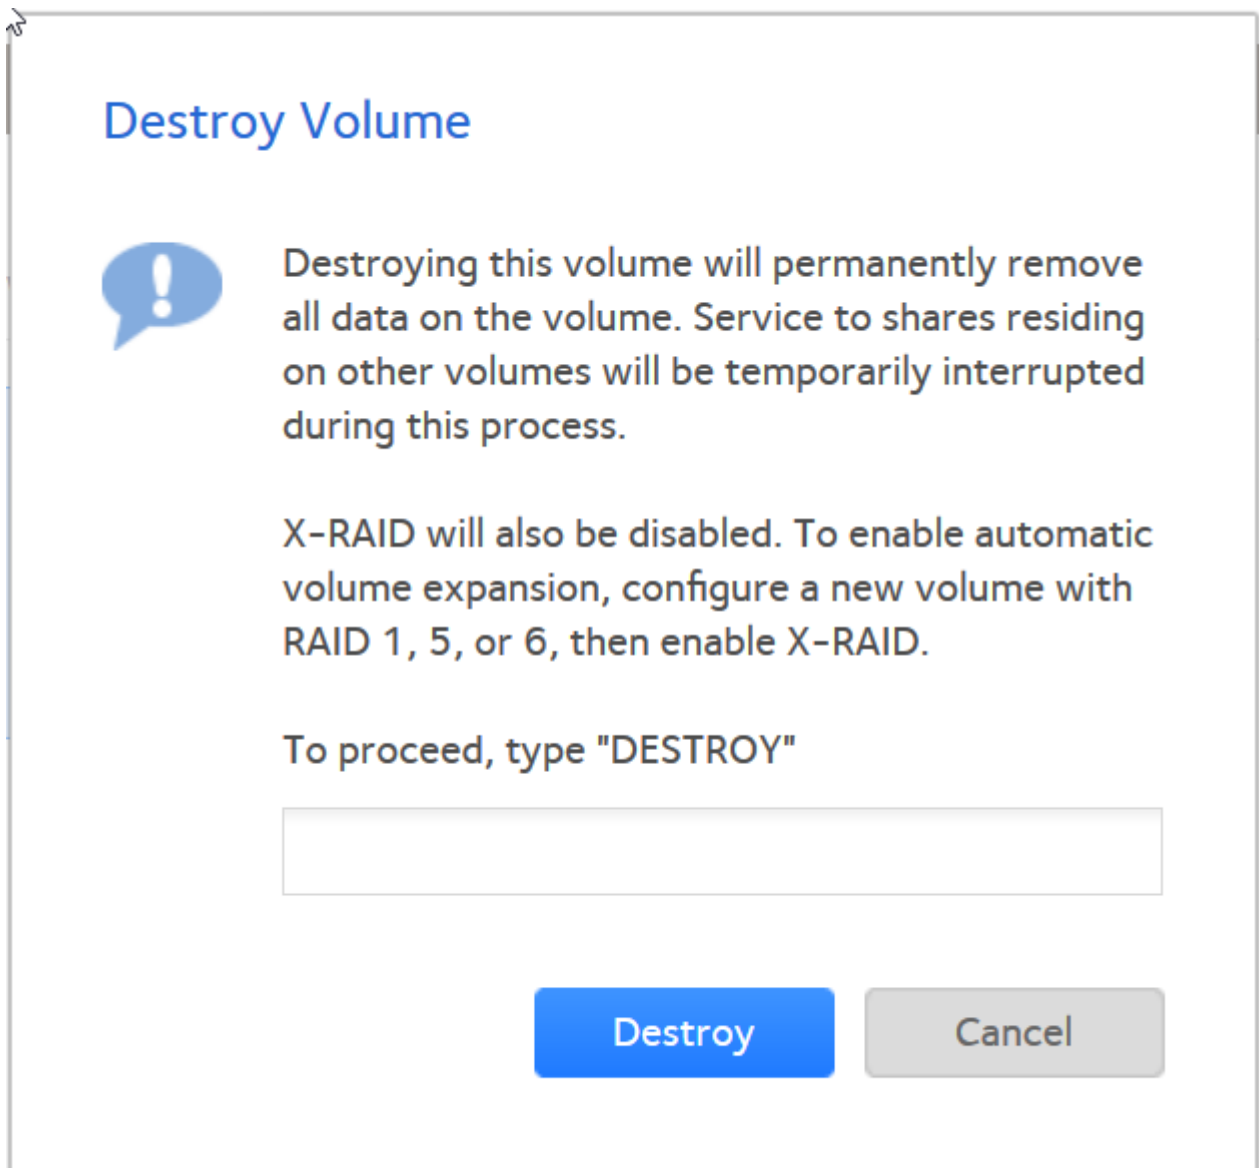 Destroy Volume
Destroying this volume will permanently remove
all data on the volume. Service to shares residing
on other volumes will be temporarily interrupted
during this process.
X-RAID will also be disabled. To enable automatic
volume expansion, configure a new volume with
RAID 1, 5, or 6, then enable X-RAID.
To proceed, type "DESTROY"
Destroy
Cancel